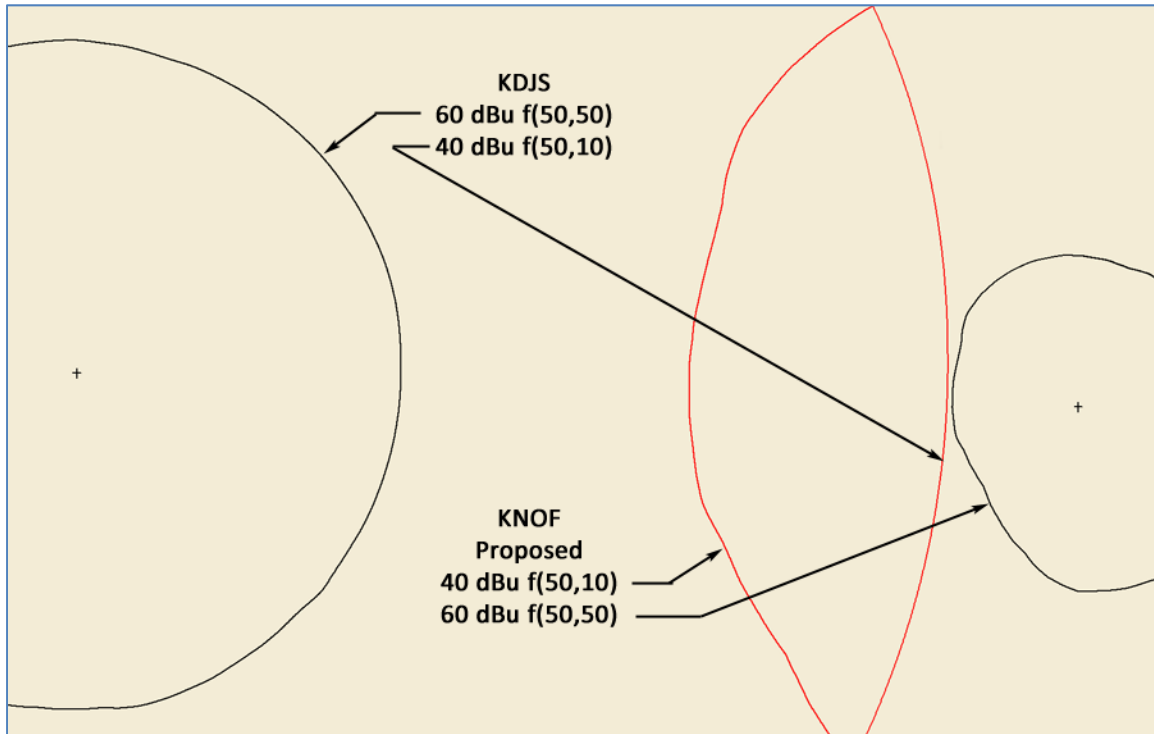 KDJS
60 dBu f(50,50)
40 dBu f(50,10)
KNOF
Proposed
40 dBu f(50,10)
60 dBu f(50,50)